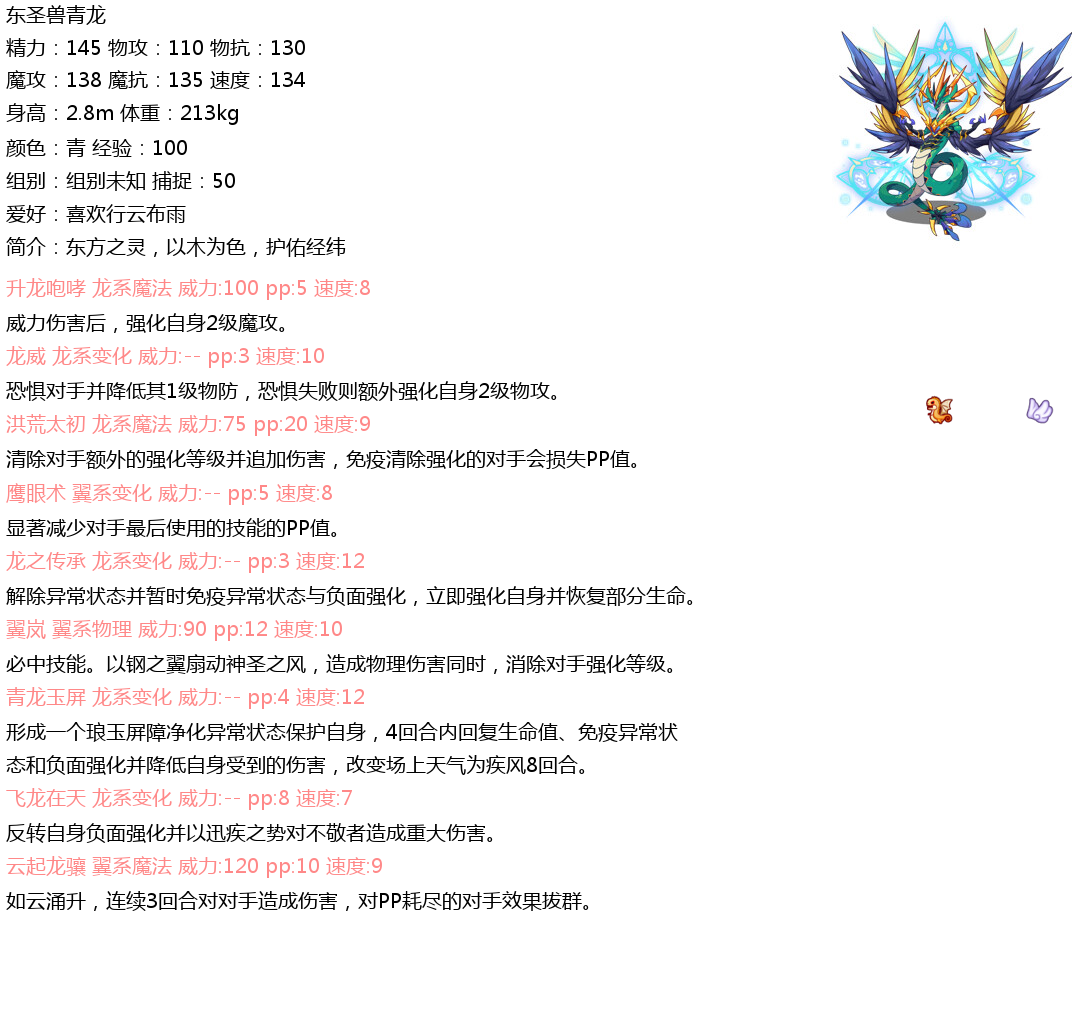 东圣兽青龙
精力：145 物攻：110 物抗：130
魔攻：138 魔抗：135 速度：134
身高：2.8m 体重：213kg
颜色：青 经验：100
组别：组别未知 捕捉：50
爱好：喜欢行云布雨
简介：东方之灵，以木为色，护佑经纬
升龙咆哮 龙系魔法 威力:100 pp:5 速度:8
威力伤害后，强化自身2级魔攻。
龙威 龙系变化 威力:-- pp:3 速度:10
恐惧对手并降低其1级物防，恐惧失败则额外强化自身2级物攻。
洪荒太初 龙系魔法 威力:75 pp:20 速度:9
清除对手额外的强化等级并追加伤害，免疫清除强化的对手会损失PP值。
鹰眼术 翼系变化 威力:-- pp:5 速度:8
显著减少对手最后使用的技能的PP值。
龙之传承 龙系变化 威力:-- pp:3 速度:12
解除异常状态并暂时免疫异常状态与负面强化，立即强化自身并恢复部分生命。
翼岚 翼系物理 威力:90 pp:12 速度:10
必中技能。以钢之翼扇动神圣之风，造成物理伤害同时，消除对手强化等级。
青龙玉屏 龙系变化 威力:-- pp:4 速度:12
形成一个琅玉屏障净化异常状态保护自身，4回合内回复生命值、免疫异常状
态和负面强化并降低自身受到的伤害，改变场上天气为疾风8回合。
飞龙在天 龙系变化 威力:-- pp:8 速度:7
反转自身负面强化并以迅疾之势对不敬者造成重大伤害。
云起龙骧 翼系魔法 威力:120 pp:10 速度:9
如云涌升，连续3回合对对手造成伤害，对PP耗尽的对手效果拔群。